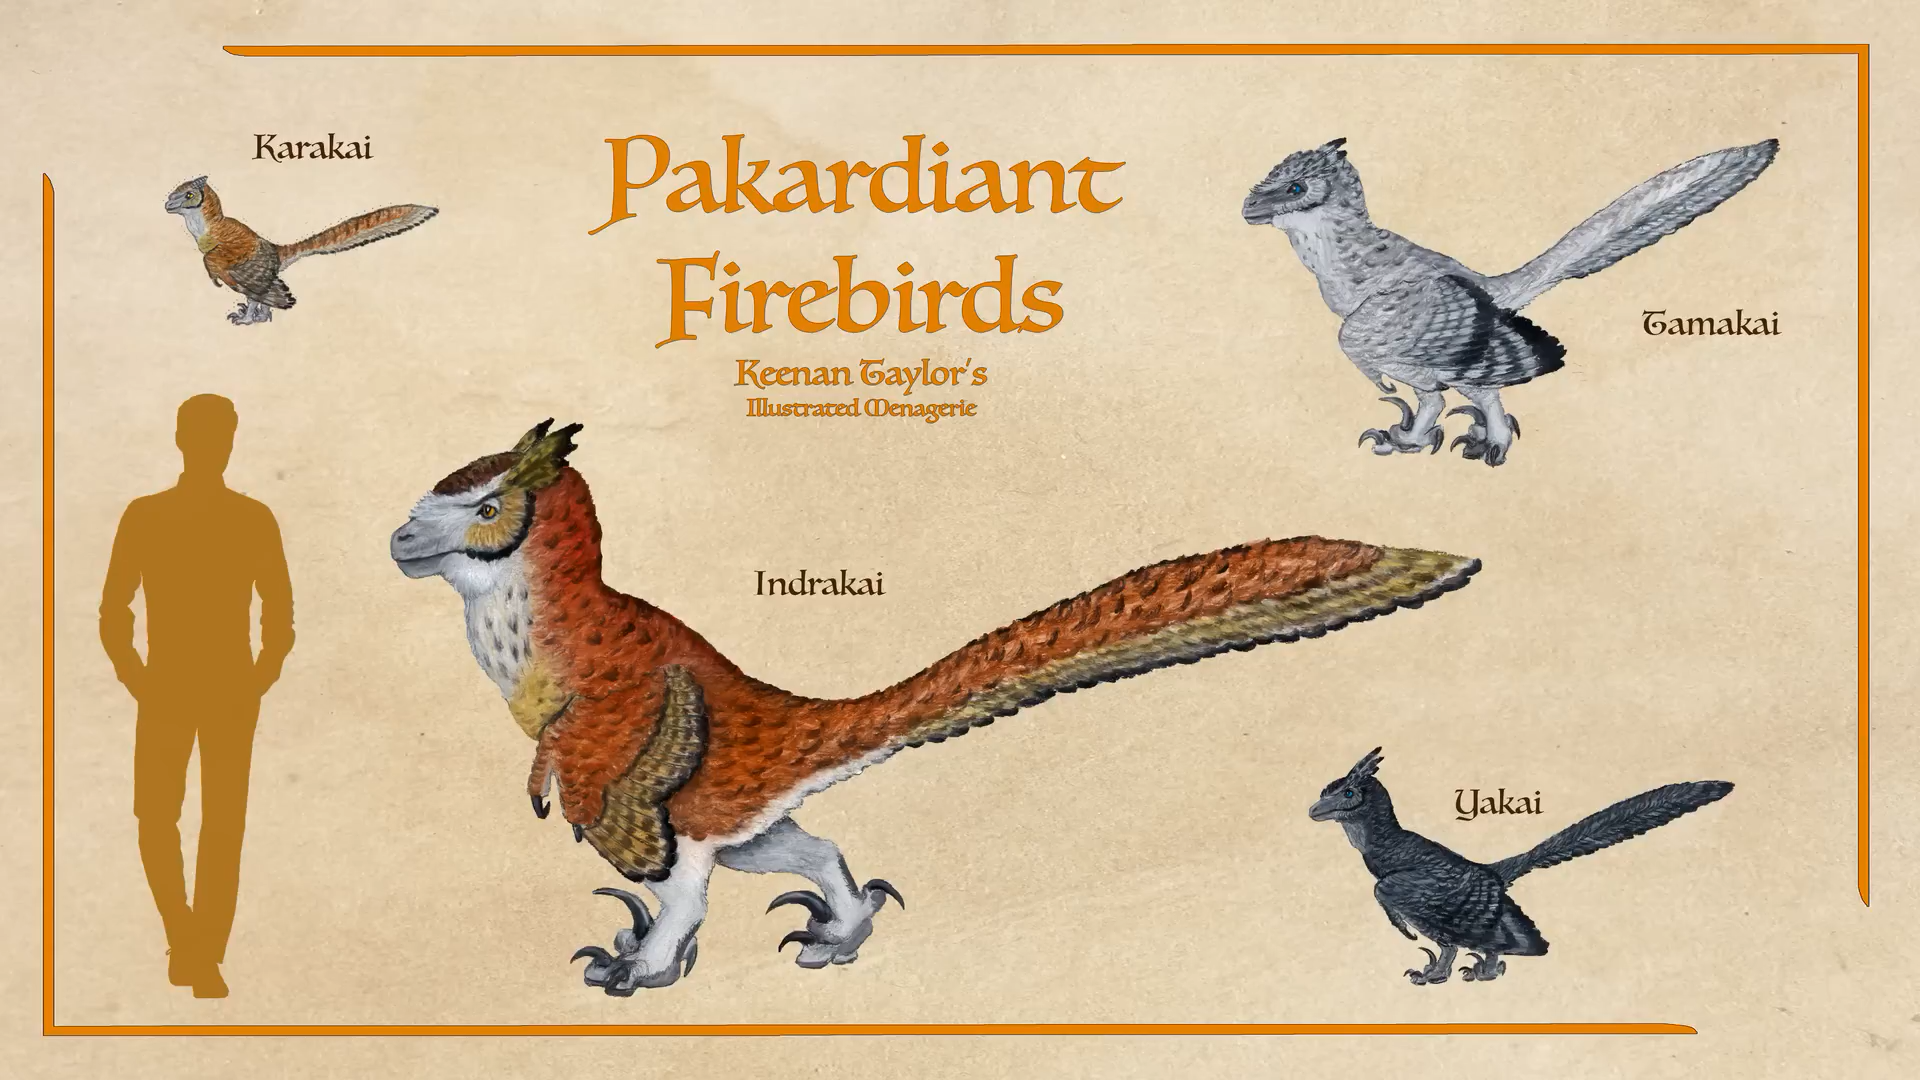 Karakai
Pakardiant
Firebirds
Keenan Taylor's
Illustrated Menagerie
Tamakai
Indrakai
Yakai